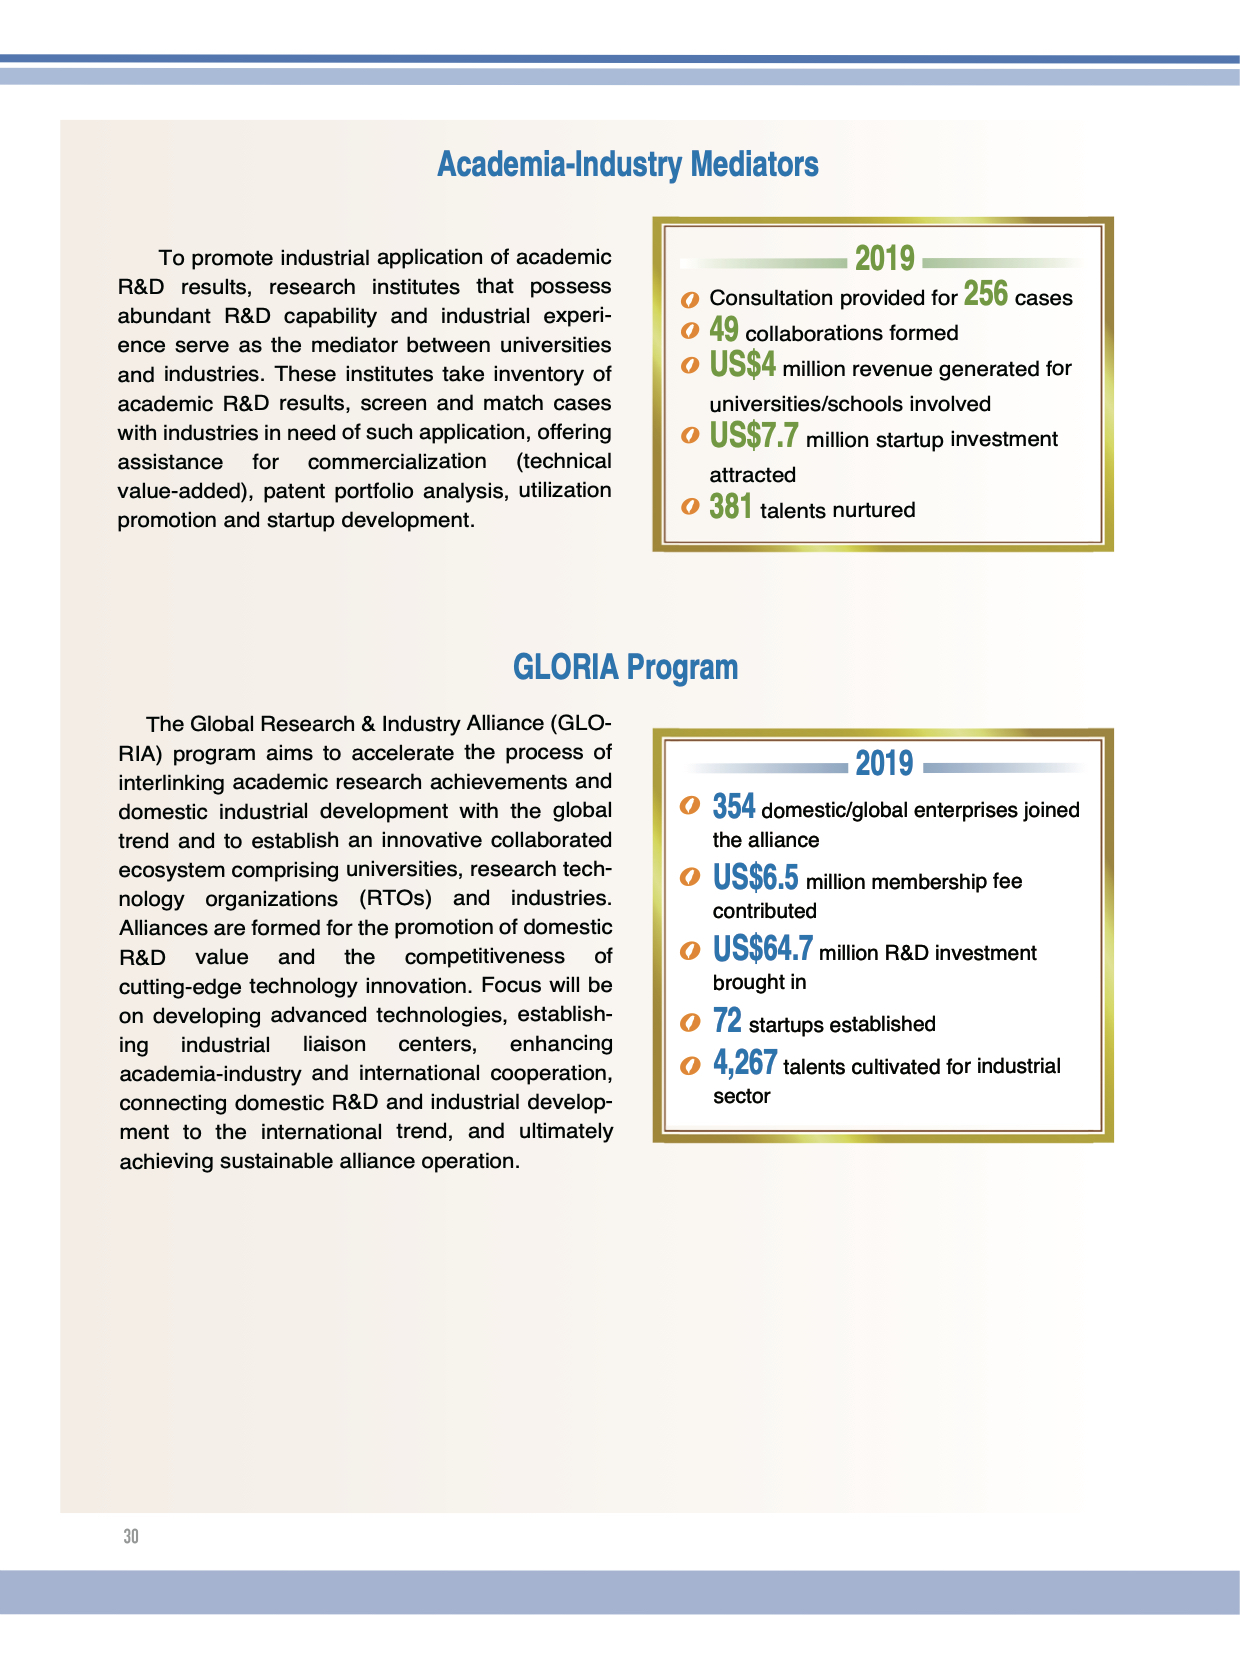 Academia-Industry Mediators
To promote industrial application of academic
R&D results, research institutes that possess
abundant R&D capability and industrial experi-
ence serve as the mediator between universities
and industries. These institutes take inventory of
academic R&D results, screen and match cases
with industries in need of such application, offering
assistance for commercialization (technical
value-added), patent portfolio analysis, utilization
promotion and startup development.
2019
Consultation provided for 256 cases
49 collaborations formed
US$4 million revenue generated for
universities/schools involved
US$7.7 million startup investment
attracted
381 talents nurtured
GLORIA Program
The Global Research & Industry Alliance (GLO-
RIA) program aims to accelerate the process of
interlinking academic research achievements and
domestic industrial development with the global
trend and to establish an innovative collaborated
ecosystem comprising universities, research tech-
nology organizations (RTOs) and industries.
Alliances are formed for the promotion of domestic
R&D value and the competitiveness of
cutting-edge technology innovation. Focus will be
on developing advanced technologies, establish-
ing industrial liaison centers, enhancing
academia-industry and international cooperation,
connecting domestic R&D and industrial develop-
ment to the international trend, and ultimately
achieving sustainable alliance operation.
2019
354 domestic/global enterprises joined
the alliance
US$6.5 million membership fee
contributed
US$64.7 million R&D investment
brought in
72 startups established
4,267 talents cultivated for industrial
sector
30